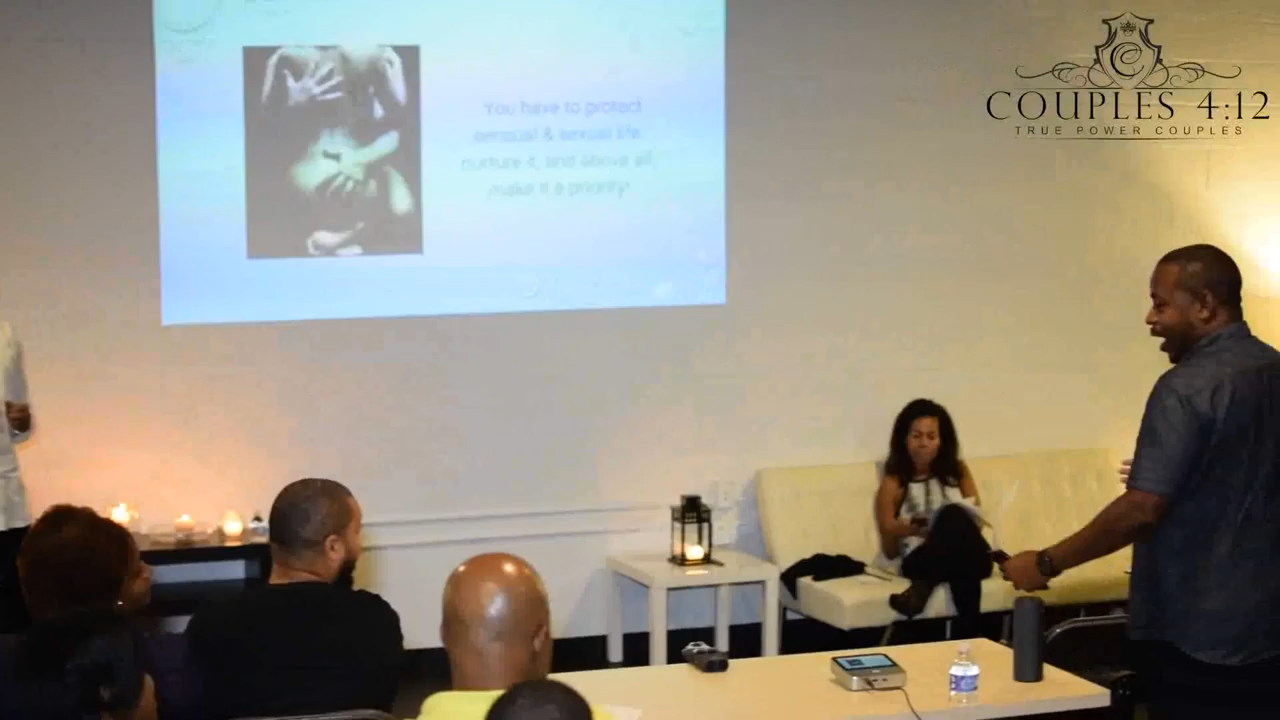 COUPLES 4:12
TRUE POWER COUPLES
You have to protect
sensual & sexual life
nurture it, and above all
make it a priority!